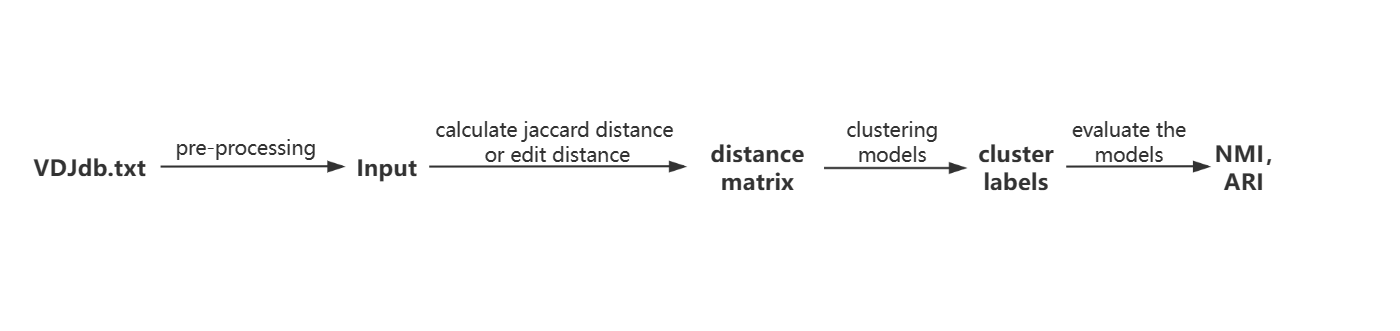 VDJdb.txt
pre-processing
Input
calculate jaccard distance
or edit distance
distance
matrix
clustering
models
cluster
labels
evaluate the
models
NMI,
ARI